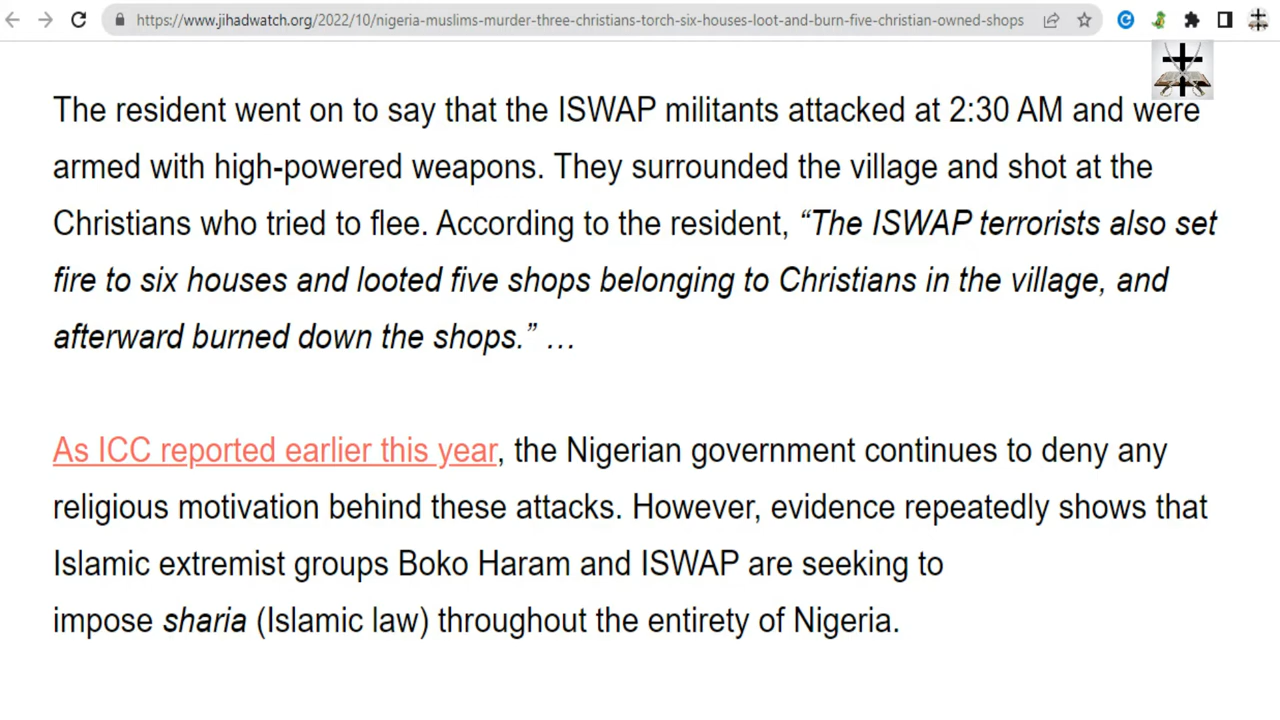 https://www.jihadwatch.org/2022/10/nigeria-muslims-murder-three-christians-torch-six-houses-loot-and-burn-five-christian-owned-shops
The resident went on to say that the ISWAP militants attacked at 2:30 AM and were
armed with high-powered weapons. They surrounded the village and shot at the
Christians who tried to flee. According to the resident, “The ISWAP terrorists also set
fire to six houses and looted five shops belonging to Christians in the village, and
afterward burned down the shops.” …
As ICC reported earlier this year, the Nigerian government continues to deny any
religious motivation behind these attacks. However, evidence repeatedly shows that
Islamic extremist groups Boko Haram and ISWAP are seeking to
impose sharia (Islamic law) throughout the entirety of Nigeria.